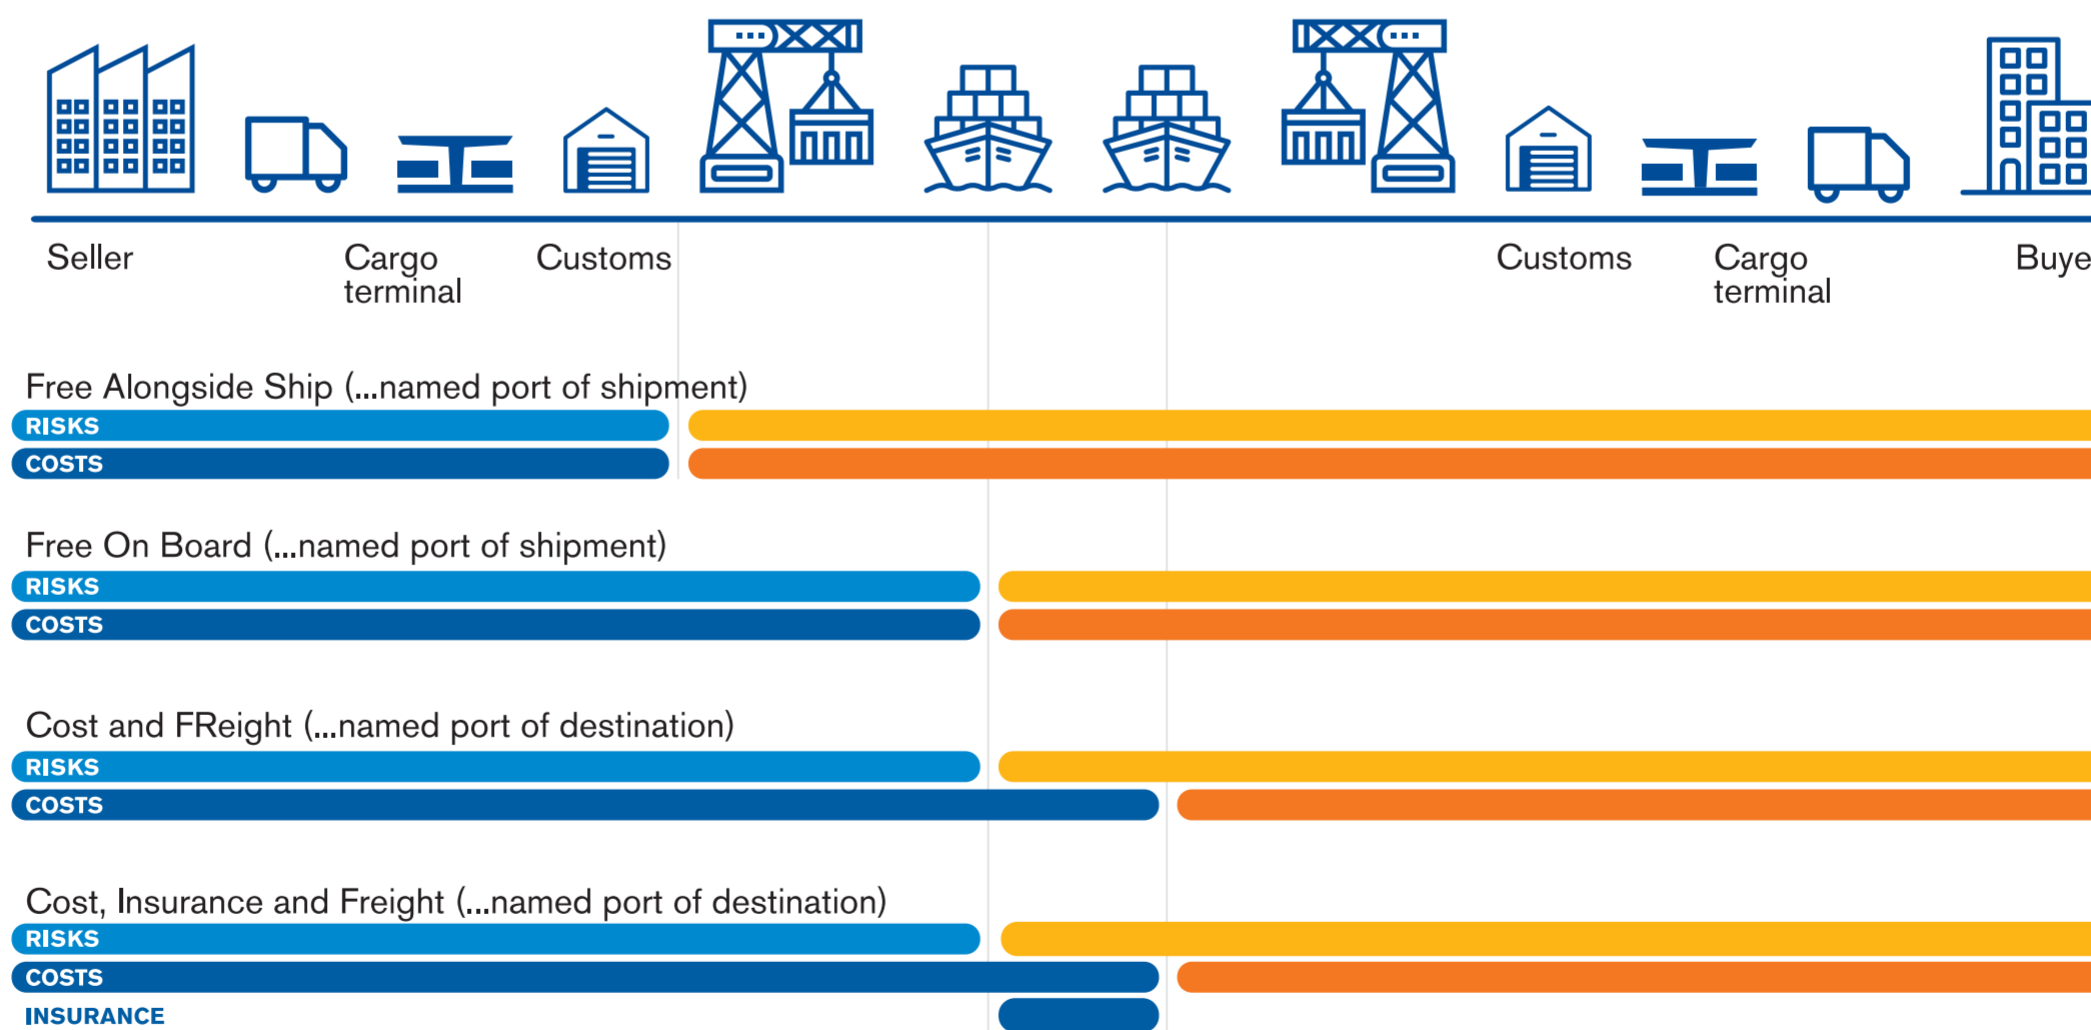 Seller
Cargo
terminal
Customs
Customs
Cargo
terminal
Buye
Free Alongside Ship (...named port of shipment)
RISKS
COSTS
Free On Board (...named port of shipment)
RISKS
COSTS
Cost and FReight (...named port of destination)
RISKS
COSTS
Cost, Insurance and Freight (...named port of destination)
RISKS
COSTS
INSURANCE